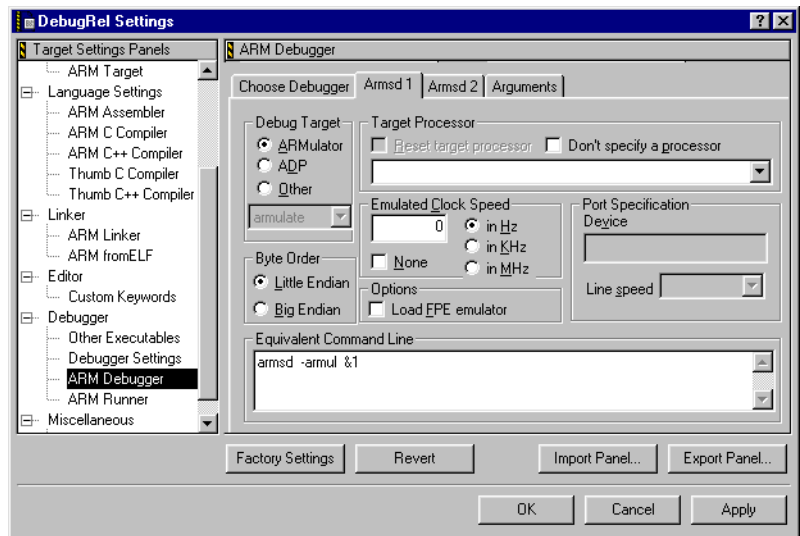 DebugRel Settings
Target Settings Panels
ARM Target
Language Settings
ARM Assembler
ARM C Compiler
ARM C++ Compiler
Thumb C Compiler
Thumb C++ Compiler
Linker
ARM Linker
ARM fromELF
Editor
Custom Keywords
Debugger
Other Executables
Debugger Settings
ARM Debugger
ARM Runner
Miscellaneous
ARM Debugger
Choose Debugger Armsd 1 Armsd 2 Arguments
Debug Target
ARMulator
ADP
Other
armulate
Target Processor
Reset target processor Don't specify a processor
Emulated Clock Speed
0 in Hz
in KHz
None in MHz
Port Specification
Device
Line speed
Byte Order
Little Endian
Big Endian
Options
Load FPE emulator
Equivalent Command Line
armsd -armul &1
Factory Settings Revert Import Panel... Export Panel...
OK Cancel Apply